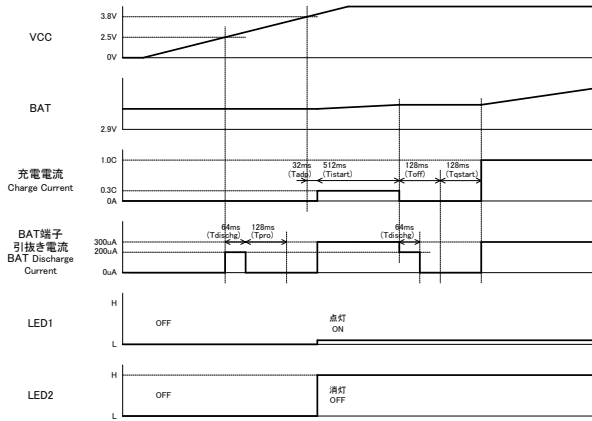 VCC
3.8V
2.5V
0V
BAT
2.9V
充電電流
Charge Current
1.0C
0.3C
0A
32ms
(Tadp)
512ms
(Tistart)
128ms
(Toff)
128ms
(Tqstart)
BAT端子
引抜き電流
BAT Discharge
Current
300uA
200uA
0uA
64ms
(Tdischg)
128ms
(Tpro)
64ms
(Tdischg)
LED1
H
L
OFF
点灯
ON
LED2
H
L
OFF
消灯
OFF